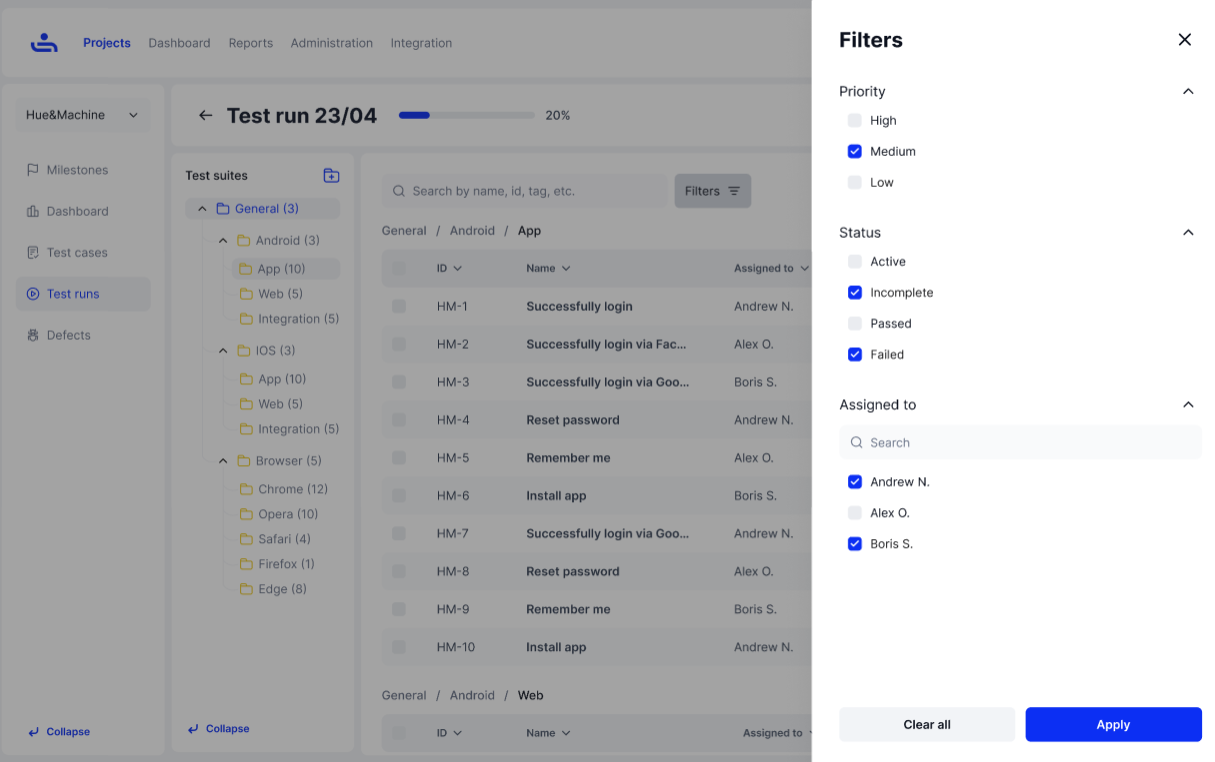 Projects Dashboard Reports Administration Integration
Hue&Machine
Milestones
Dashboard
Test cases
Test runs
Defects
Collapse
Test run 23/04 20%
Test suites
General (3)
Android (3)
App (10)
Web (5)
Integration (5)
IOS (3)
App (10)
Web (5)
Integration (5)
Browser (5)
Chrome (12)
Opera (10)
Safari (4)
Firefox (1)
Edge (8)
Collapse
Search by name, id, tag, etc. Filters
General / Android / App
ID Name Assigned to
HM-1 Successfully login Andrew N.
HM-2 Successfully login via Fac... Alex O.
HM-3 Successfully login via Goo... Boris S.
HM-4 Reset password Andrew N.
HM-5 Remember me Alex O.
HM-6 Install app Boris S.
HM-7 Successfully login via Goo... Andrew N.
HM-8 Reset password Alex O.
HM-9 Remember me Boris S.
HM-10 Install app Andrew N.
General / Android / Web
ID Name Assigned to
Filters
Priority
High
Medium
Low
Status
Active
Incomplete
Passed
Failed
Assigned to
Search
Andrew N.
Alex O.
Boris S.
Clear all Apply